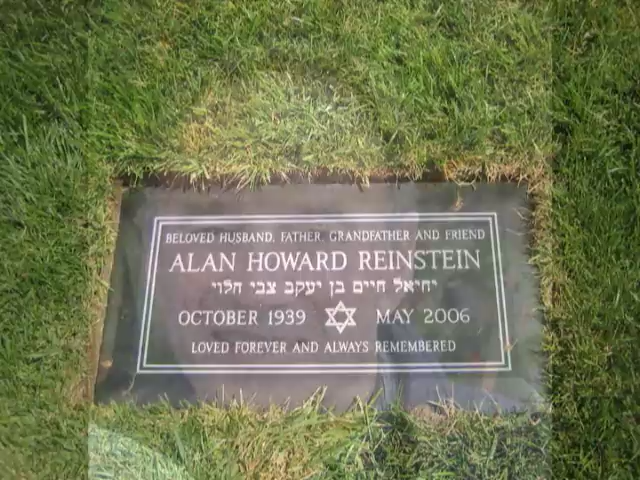 BELOVED HUSBAND, FATHER, GRANDFATHER AND FRIEND
ALAN HOWARD REINSTEIN
יחיאל חיים בן יעקב צבי הלוי
OCTOBER 1939 MAY 2006
LOVED FOREVER AND ALWAYS REMEMBERED